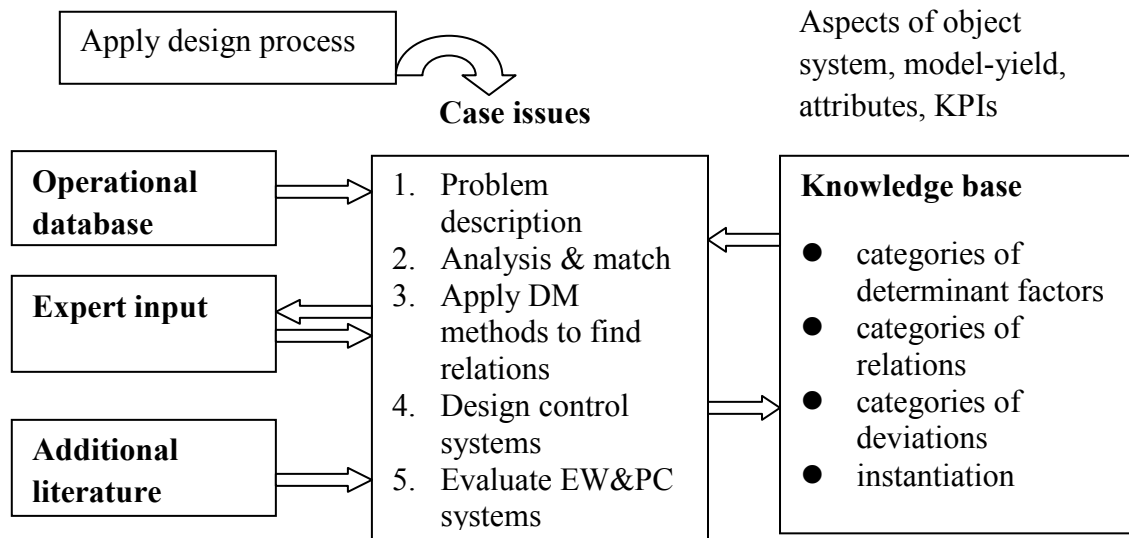 Apply design process
Aspects of object
system, model-yield,
attributes, KPIs
Case issues
Operational
database
Expert input
Additional
literature
1. Problem
description
2. Analysis & match
3. Apply DM
methods to find
relations
4. Design control
systems
5. Evaluate EW&PC
systems
Knowledge base
● categories of
determinant factors
● categories of
relations
● categories of
deviations
● instantiation